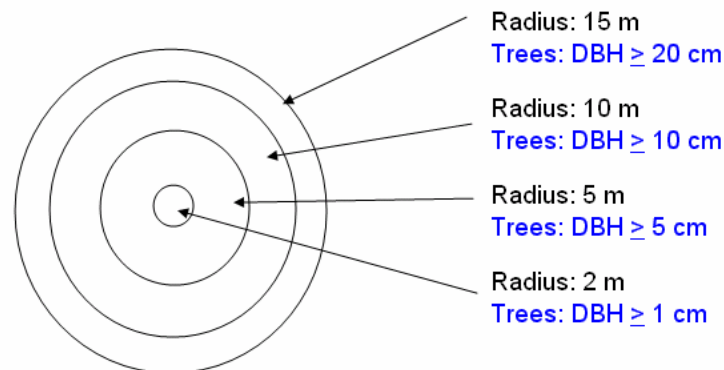 Radius: 15 m
Trees: DBH ≥ 20 cm
Radius: 10 m
Trees: DBH ≥ 10 cm
Radius: 5 m
Trees: DBH ≥ 5 cm
Radius: 2 m
Trees: DBH ≥ 1 cm